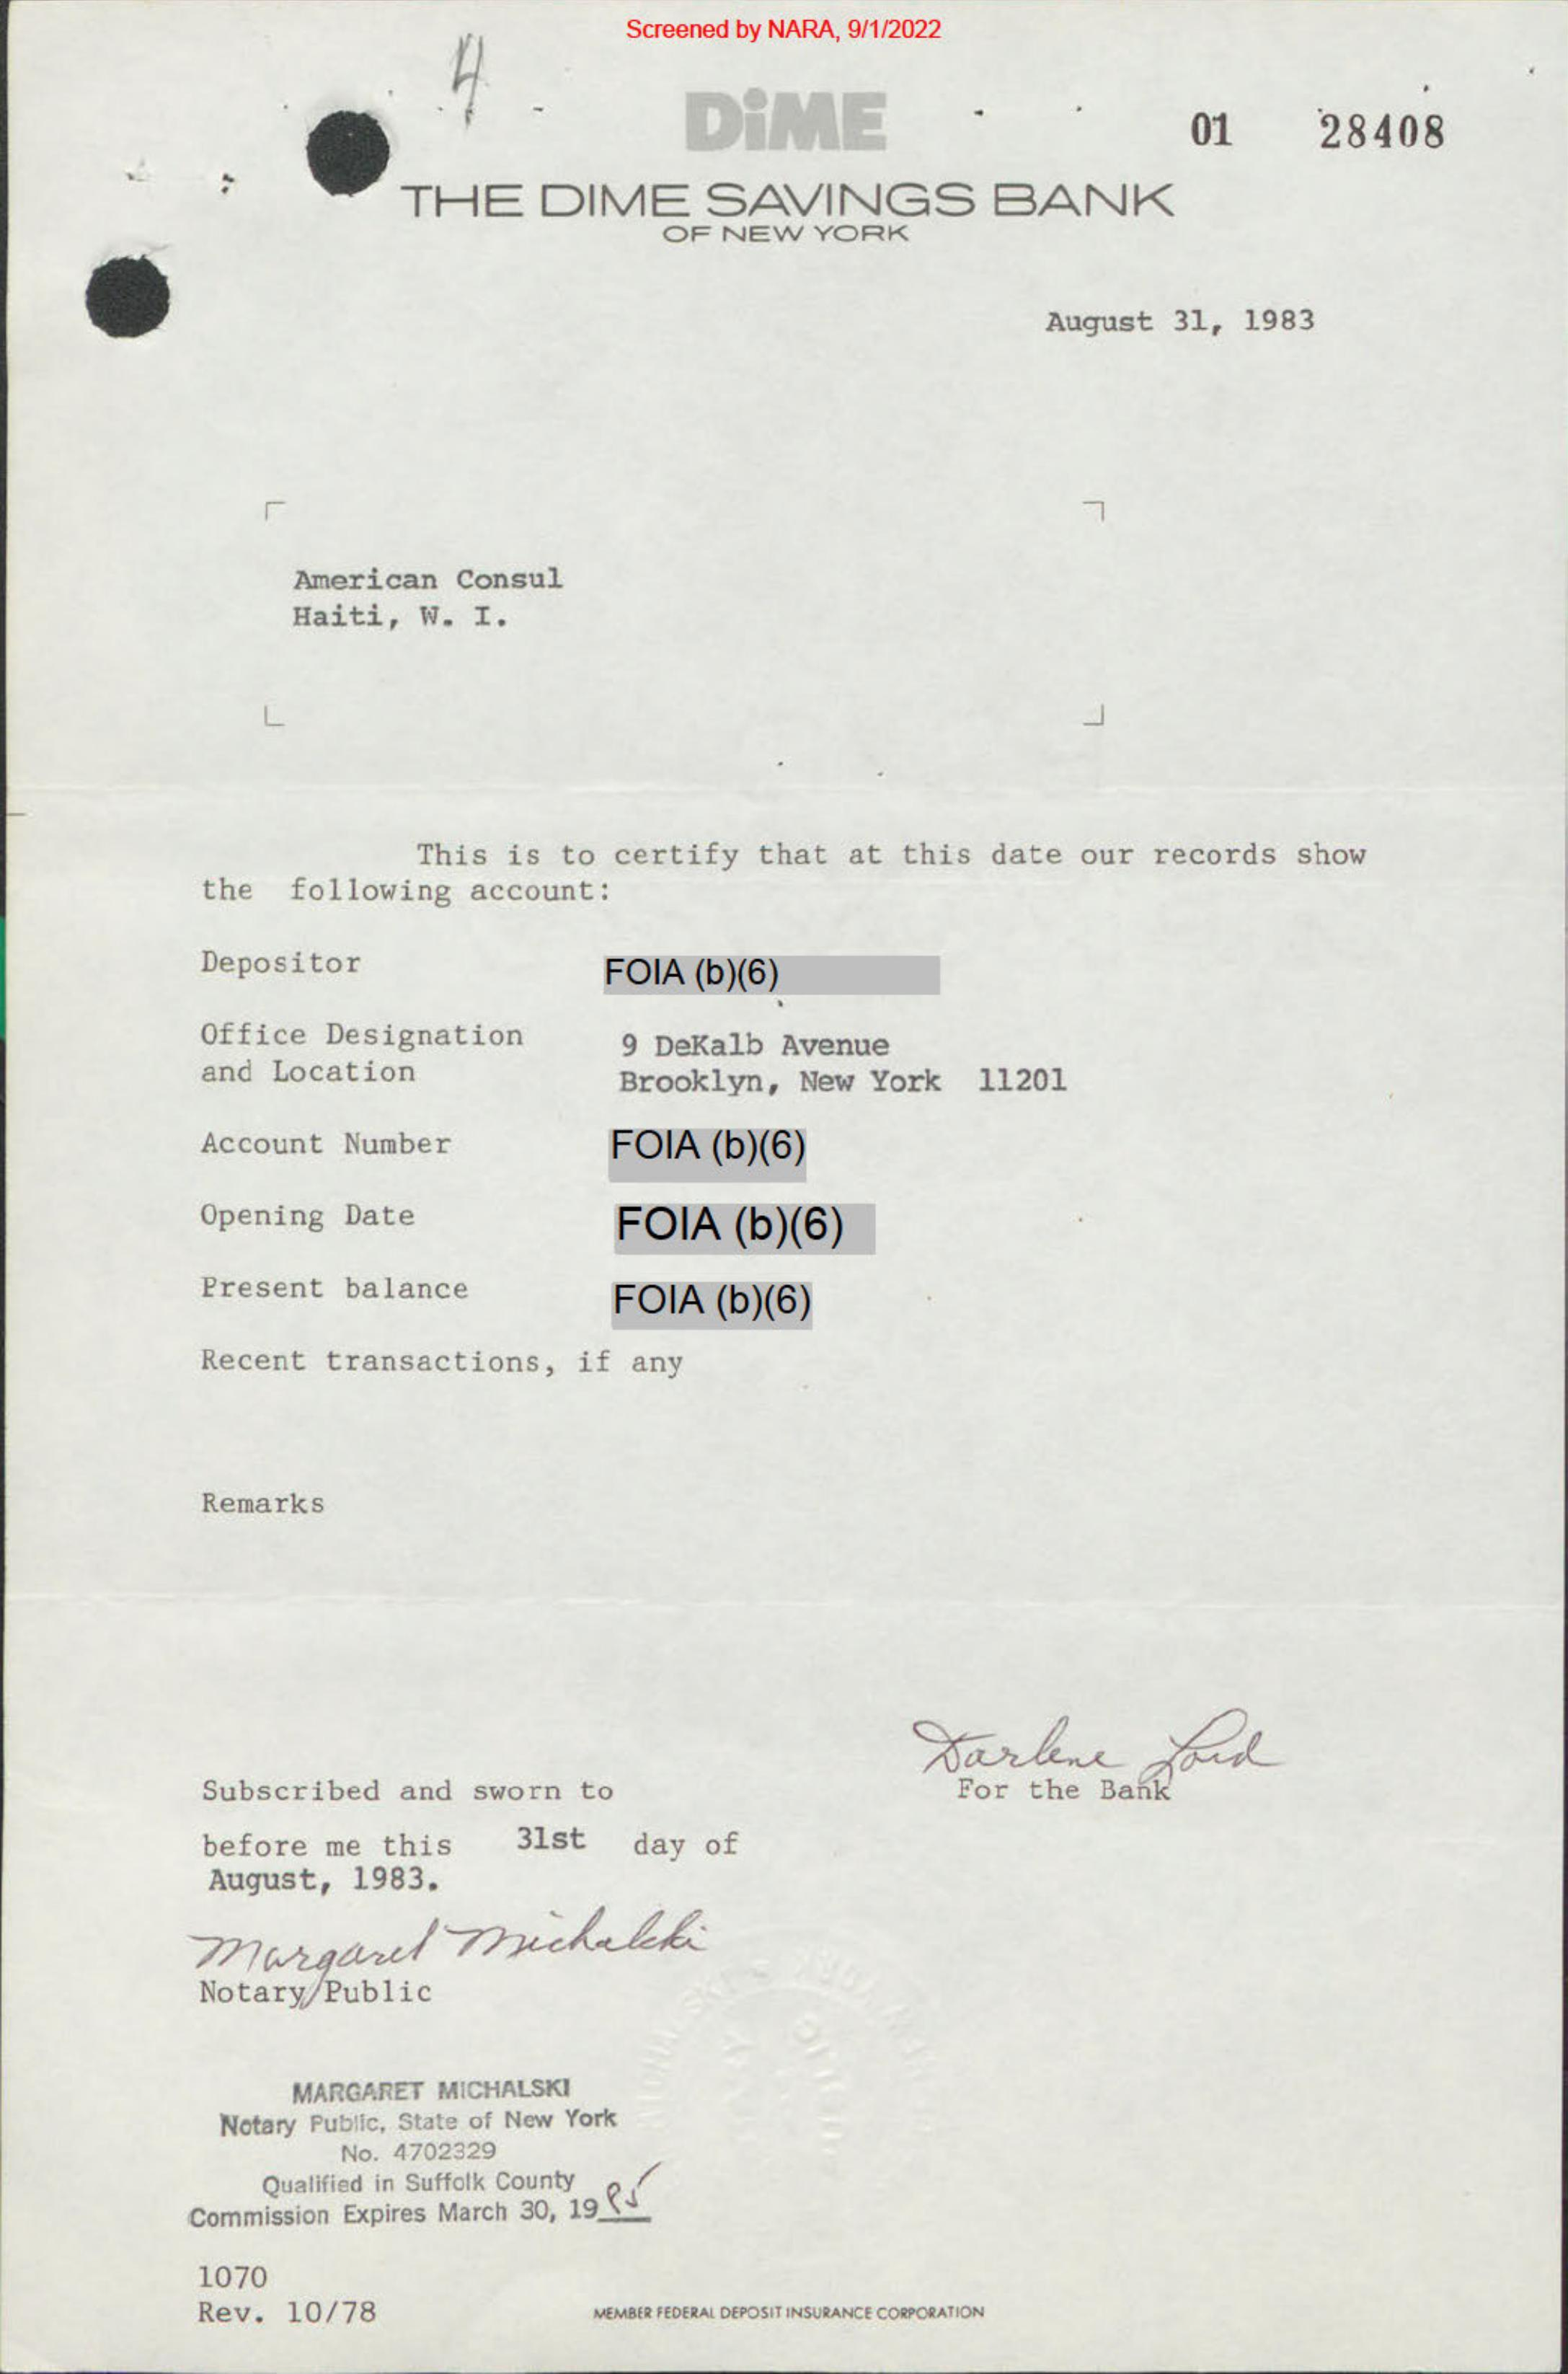 Screened by NARA, 9/1/2022
4
DiME
01 28408
THE DIME SAVINGS BANK
OF NEW YORK
August 31, 1983
American Consul
Haiti, W. I.
This is to certify that at this date our records show
the following account:
Depositor FOIA (b)(6)
Office Designation 9 DeKalb Avenue
and Location Brooklyn, New York 11201
Account Number FOIA (b)(6)
Opening Date FOIA (b)(6)
Present balance FOIA (b)(6)
Recent transactions, if any
Remarks
Darlene Lord
For the Bank
Subscribed and sworn to
before me this 31st day of
August, 1983.
Margaret Michalski
Notary Public
MARGARET MICHALSKI
Notary Public, State of New York
No. 4702329
Qualified in Suffolk County
Commission Expires March 30, 1985
1070
Rev. 10/78
MEMBER FEDERAL DEPOSIT INSURANCE CORPORATION